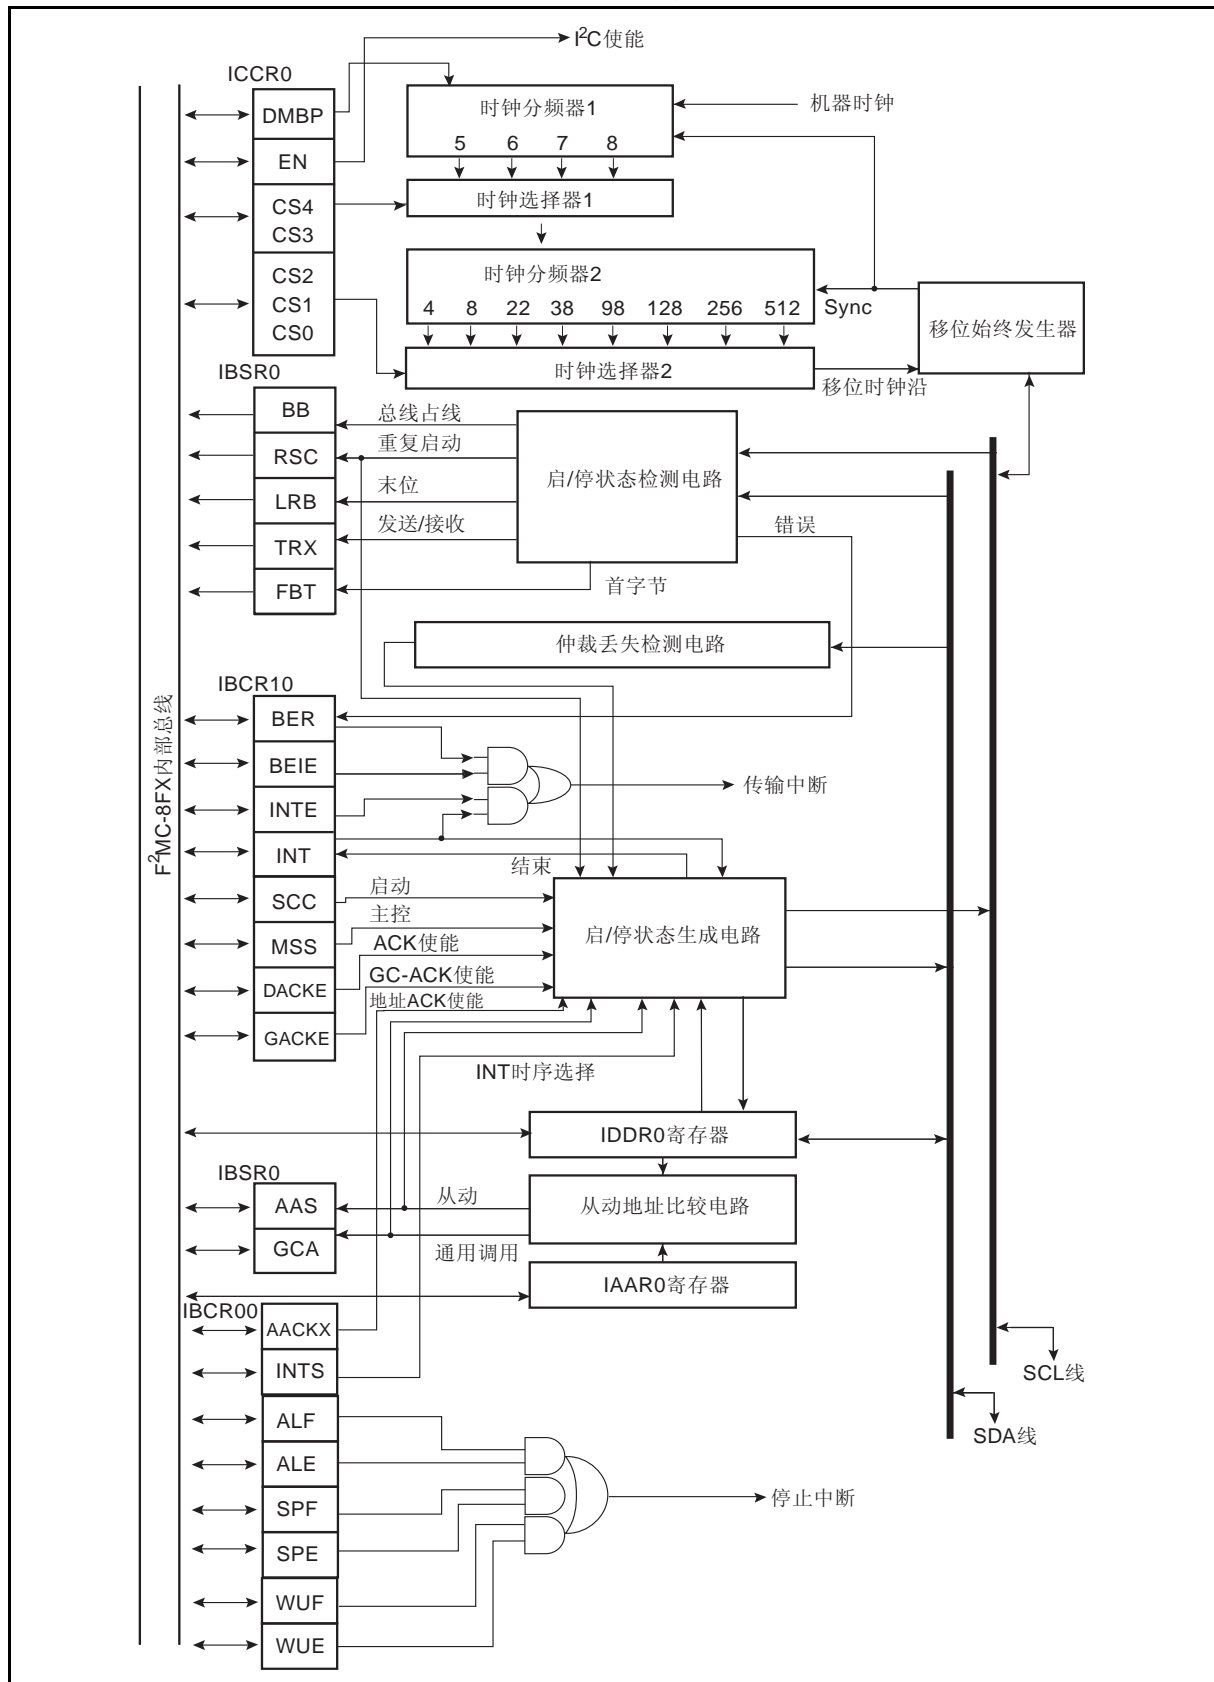 I²C使能
ICCR0
DMBP
时钟分频器1
机器时钟
5 6 7 8
EN
CS4
CS3
时钟选择器1
CS2
CS1
CS0
时钟分频器2
4 8 22 38 98 128 256 512
Sync
移位始终发生器
时钟选择器2
移位时钟沿
IBSR0
BB
总线占线
RSC
重复启动
启/停状态检测电路
LRB
末位
TRX
发送/接收
错误
FBT
首字节
仲裁丢失检测电路
F²MC-8FX内部总线
IBCR10
BER
BEIE
传输中断
INTE
INT
结束
SCC
启动
MSS
主控
启/停状态生成电路
DACKE
ACK使能
GC-ACK使能
地址ACK使能
GACKE
INT时序选择
IDDR0寄存器
IBSR0
AAS
从动
从动地址比较电路
GCA
通用调用
IAAR0寄存器
IBCR00
AACKX
INTS
SCL线
ALF
SDA线
ALE
SPF
停止中断
SPE
WUF
WUE